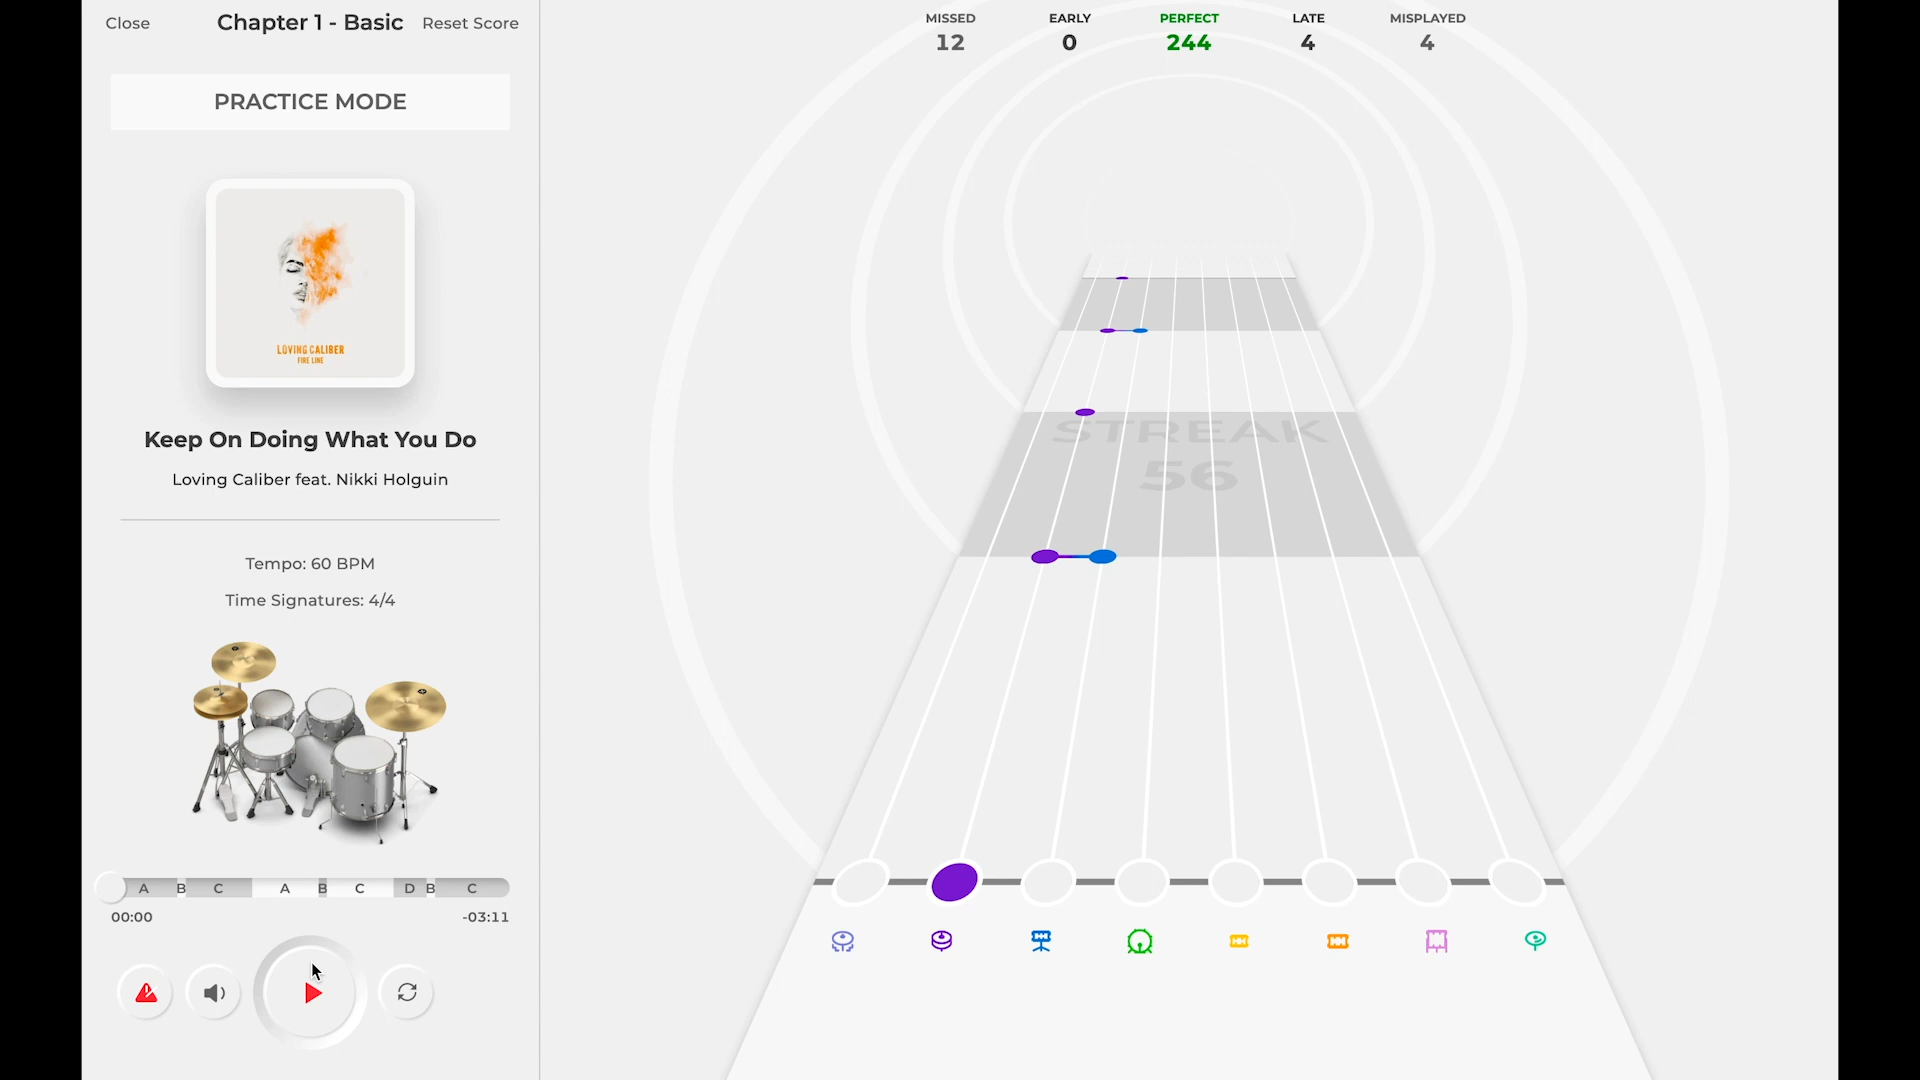 Close
Chapter 1 - Basic
Reset Score
PRACTICE MODE
LOVING CALIBER
FIRE LINE
Keep On Doing What You Do
Loving Caliber feat. Nikki Holguin
Tempo: 60 BPM
Time Signatures: 4/4
A B C A B C D B C
00:00
-03:11
MISSED EARLY PERFECT LATE MISPLAYED
12 0 244 4 4
STREAK
56